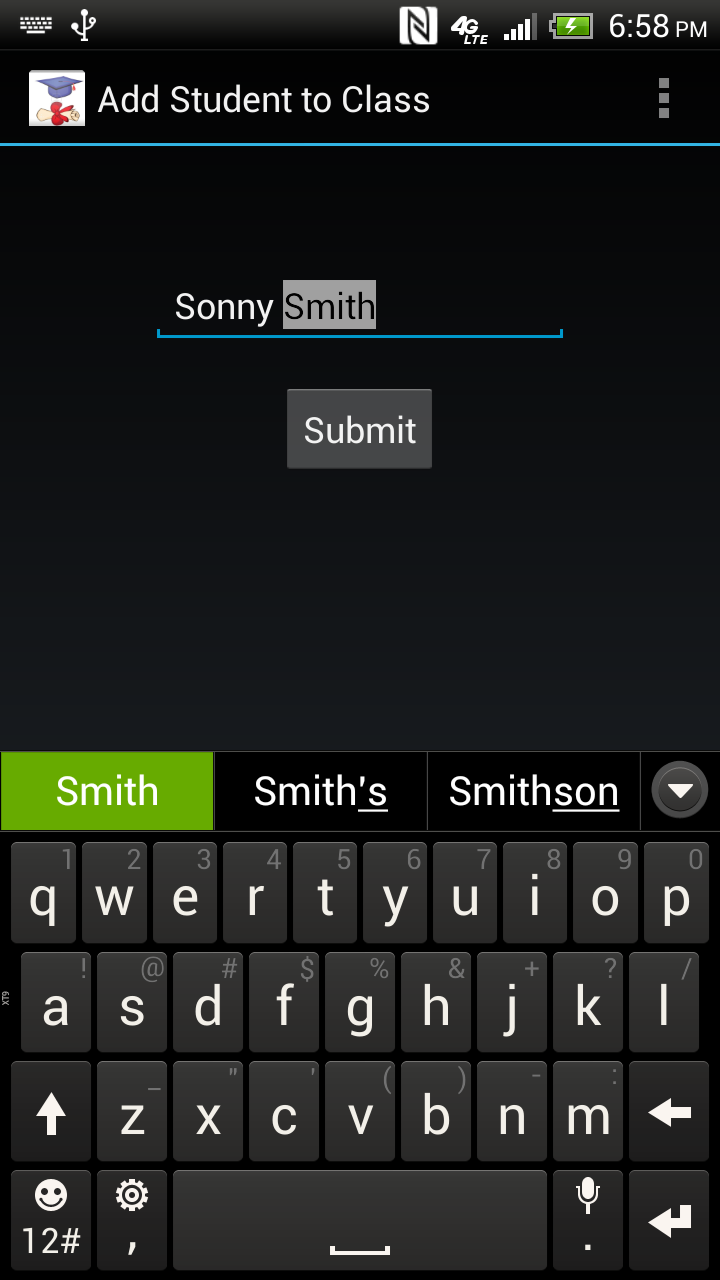 4G LTE 6:58 PM
Add Student to Class
Sonny Smith
Submit
Smith Smith's Smithson
1 2 3 4 5 6 7 8 9 0
q w e r t y u i o p
! @ # $ % & + ? /
XT9 a s d f g h j k l
_ " ' ( ) - :
z x c v b n m
12# , .